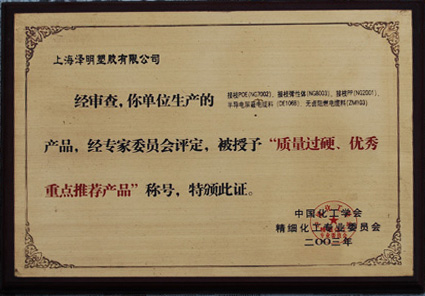 上海泽明塑胶有限公司
经审查,你单位生产的 接枝POE(NG7002)、接枝弹性体(NG8003)、接枝PP(NG2001)、
半导电屏蔽电缆料(DE1068)、无卤阻燃电缆料(ZM103)
产品,经专家委员会评定,被授予“质量过硬、优秀
重点推荐产品”称号,特颁此证。
中国化工学会
精细化工专业委员会
二〇〇三年